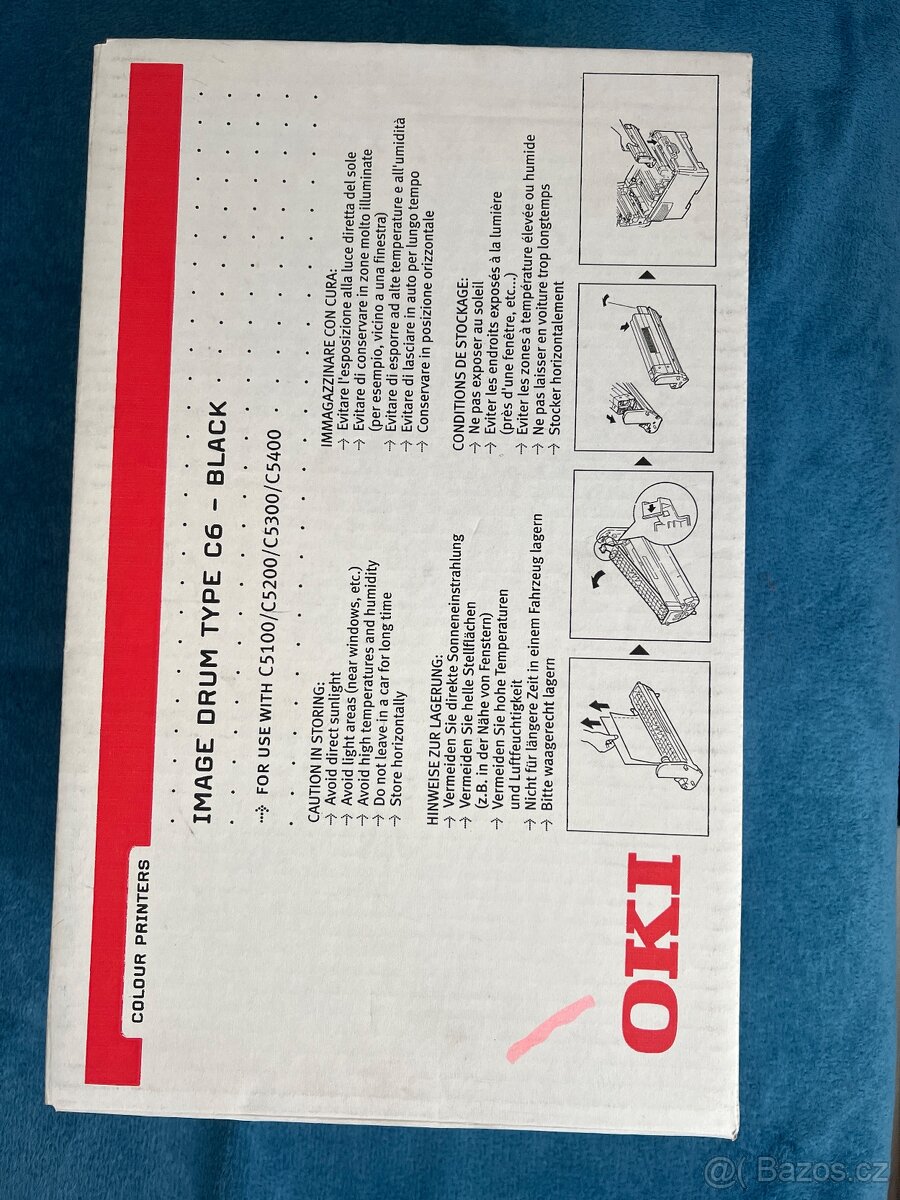 COLOUR PRINTERS
IMAGE DRUM TYPE C6 - BLACK
FOR USE WITH C5100/C5200/C5300/C5400
CAUTION IN STORING:
→ Avoid direct sunlight
→ Avoid light areas (near windows, etc.)
→ Avoid high temperatures and humidity
→ Do not leave in a car for long time
→ Store horizontally
HINWEISE ZUR LAGERUNG:
→ Vermeiden Sie direkte Sonneneinstrahlung
→ Vermeiden Sie helle Stellflächen
(z.B. in der Nähe von Fenstern)
→ Vermeiden Sie hohe Temperaturen
und Luftfeuchtigkeit
→ Nicht für längere Zeit in einem Fahrzeug lagern
→ Bitte waagerecht lagern
IMMAGAZZINARE CON CURA:
→ Evitare l'esposizione alla luce diretta del sole
→ Evitare di conservare in zone molto illuminate
(per esempio, vicino a una finestra)
→ Evitare di esporre ad alte temperature e all'umidità
→ Evitare di lasciare in auto per lungo tempo
→ Conservare in posizione orizzontale
CONDITIONS DE STOCKAGE:
→ Ne pas exposer au soleil
→ Eviter les endroits exposés à la lumière
(près d'une fenêtre, etc...)
→ Eviter les zones à température élevée ou humide
→ Ne pas laisser en voiture trop longtemps
→ Stocker horizontalement
OKI
@( Bazos.cz